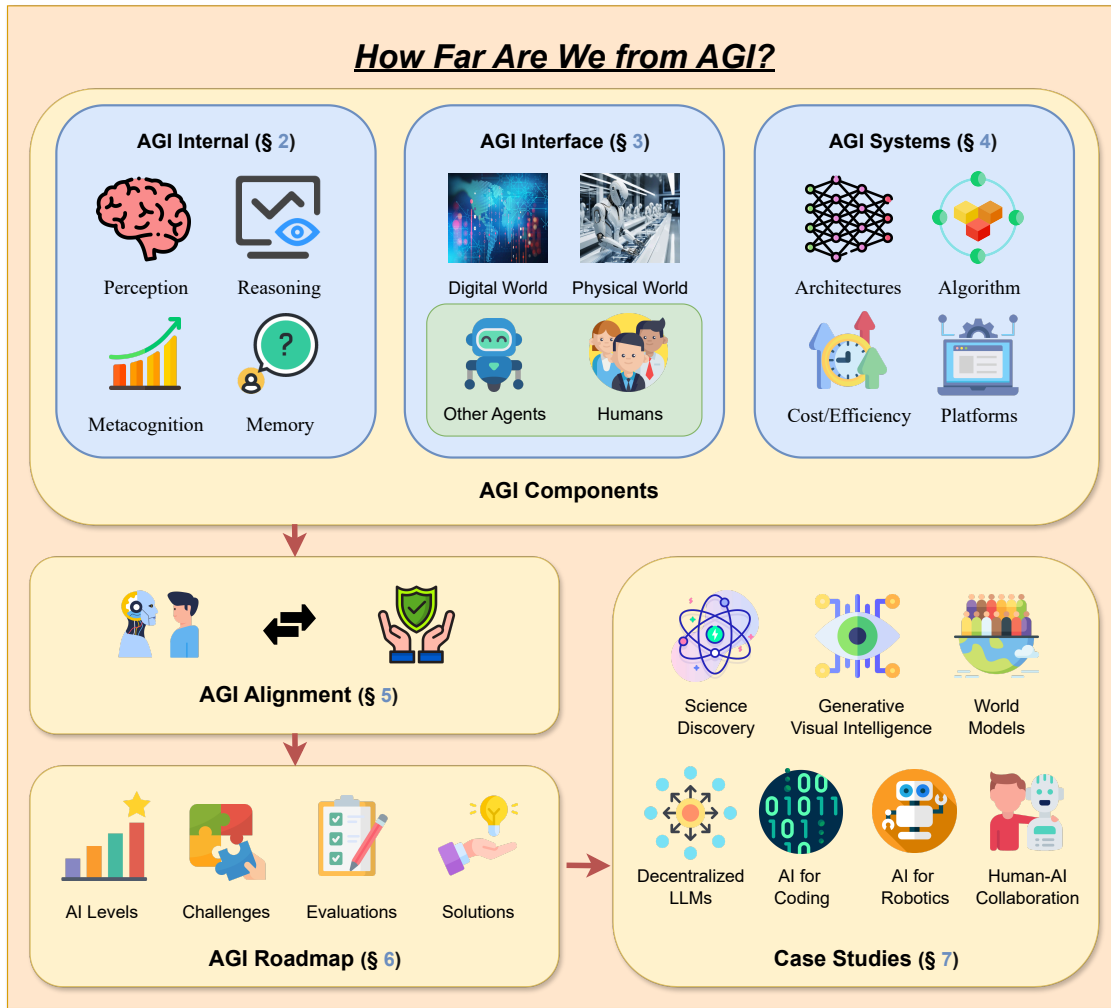 How Far Are We from AGI?
AGI Internal (§ 2)
Perception
Reasoning
Metacognition
Memory
AGI Interface (§ 3)
Digital World
Physical World
Other Agents
Humans
AGI Systems (§ 4)
Architectures
Algorithm
Cost/Efficiency
Platforms
AGI Components
AGI Alignment (§ 5)
AI Levels
Challenges
Evaluations
Solutions
AGI Roadmap (§ 6)
Science
Discovery
Generative
Visual Intelligence
World
Models
Decentralized
LLMs
AI for
Coding
AI for
Robotics
Human-AI
Collaboration
Case Studies (§ 7)